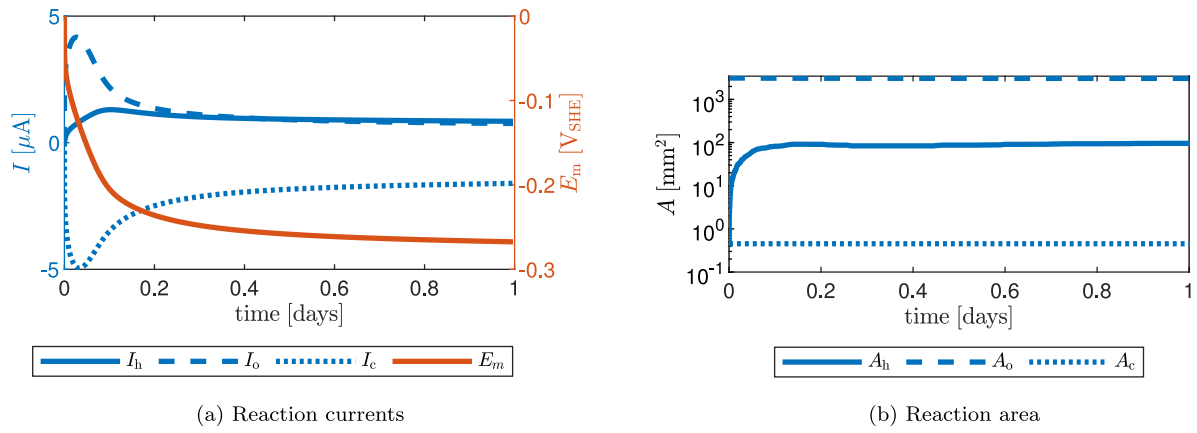 5
0
-5
I [μA]
0
-0.1
-0.2
-0.3
E_m [V_SHE]
0
0.2
0.4
0.6
0.8
1
time [days]
I_h I_o I_c E_m
(a) Reaction currents
10^3
10^2
10^1
10^0
10^-1
A [mm^2]
0
0.2
0.4
0.6
0.8
1
time [days]
A_h A_o A_c
(b) Reaction area